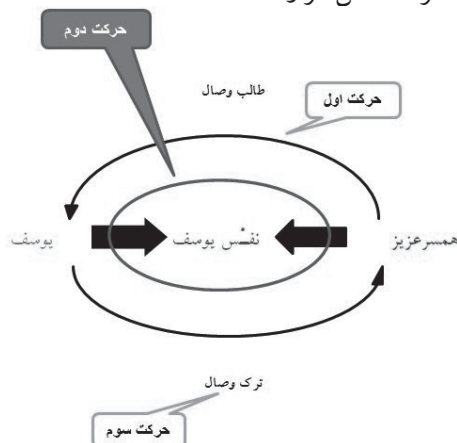 حرکت دوم
طالب وصال
حرکت اول
همسرعزیز
نفْس یوسف
یوسف
ترک وصال
حرکت سوم